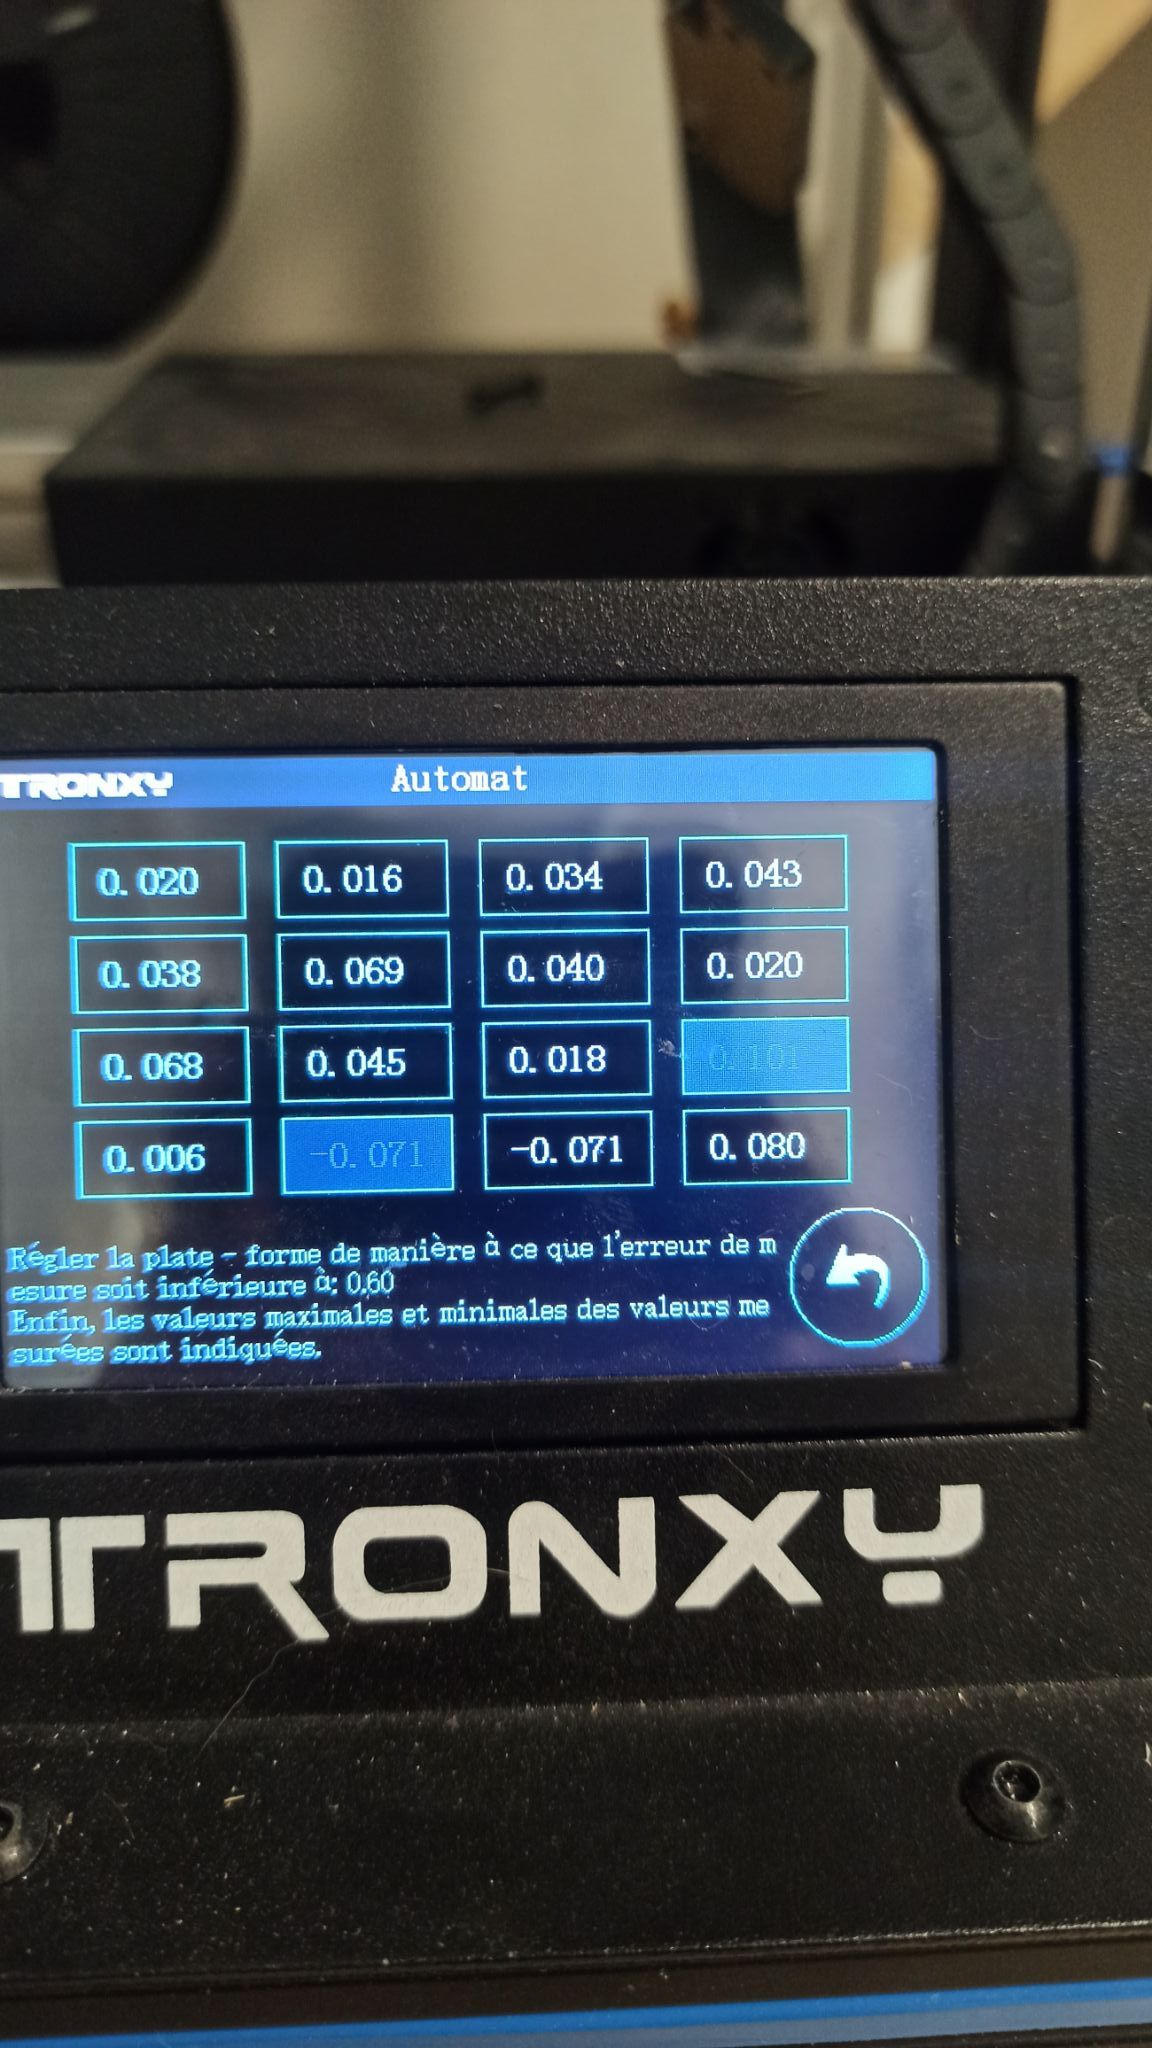 TRONXY Automat
0.020 0.016 0.034 0.043
0.038 0.069 0.040 0.020
0.068 0.045 0.018 0.101
0.006 -0.071 -0.071 0.080
Régler la plate - forme de manière à ce que l'erreur de m
esure soit inférieure à: 0.60
Enfin, les valeurs maximales et minimales des valeurs me
surées sont indiquées.
TRONXY